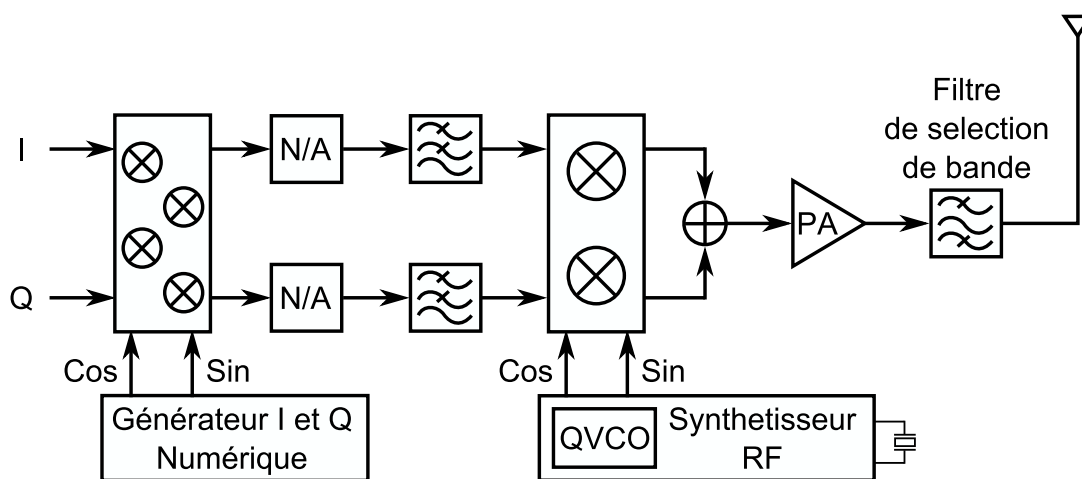 Filtre
de selection
de bande
I
N/A
PA
Q
N/A
Cos
Sin
Cos
Sin
Générateur I et Q
Numérique
QVCO
Synthetisseur
RF